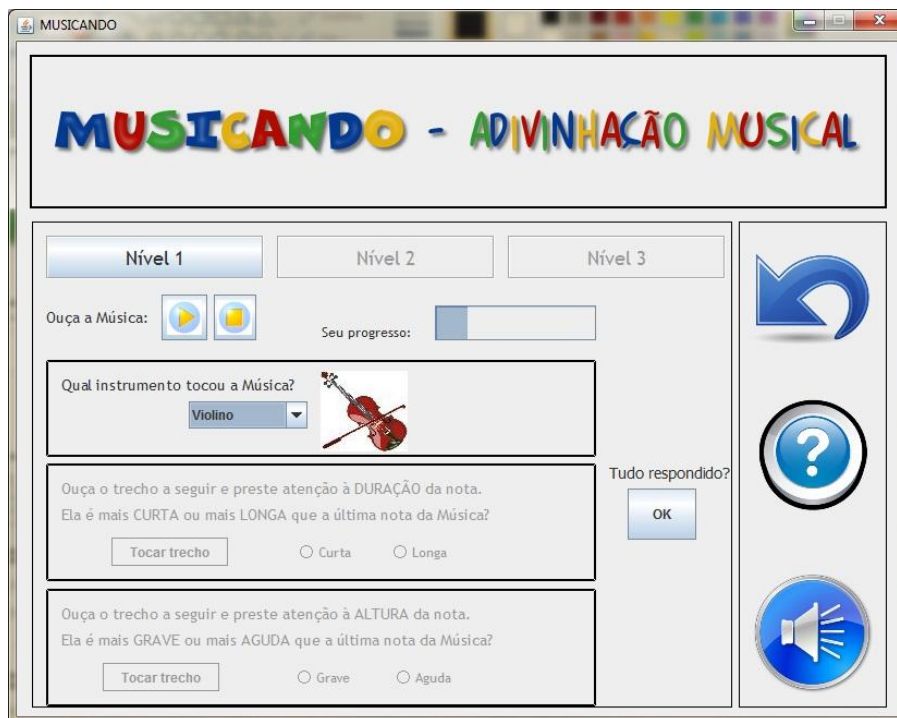 MUSICANDO
MUSICANDO - ADIVINHAÇÃO MUSICAL
Nível 1 Nível 2 Nível 3
Ouça a Música:
Seu progresso:
Qual instrumento tocou a Música?
Violino
Ouça o trecho a seguir e preste atenção à DURAÇÃO da nota.
Ela é mais CURTA ou mais LONGA que a última nota da Música?
Tocar trecho Curta Longa
Ouça o trecho a seguir e preste atenção à ALTURA da nota.
Ela é mais GRAVE ou mais AGUDA que a última nota da Música?
Tocar trecho Grave Aguda
Tudo respondido?
OK
?